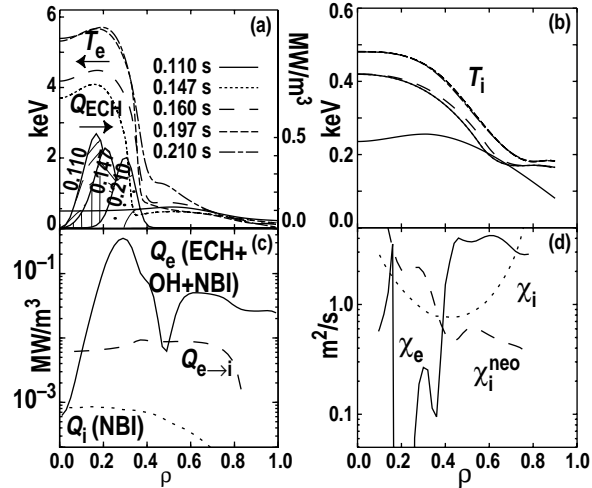 (a)
6
4
2
0
keV
T_e
Q_ECH
0.110 s
0.147 s
0.160 s
0.197 s
0.210 s
0.110
0.147
0.210
0.5
0.0
MW/m^3
(b)
0.6
0.4
0.2
0.0
keV
T_i
(c)
10^-1
10^-3
MW/m^3
Q_e (ECH+
OH+NBI)
Q_e→i
Q_i (NBI)
0.0 0.2 0.4 0.6 0.8 1.0
ρ
(d)
1.0
0.1
m^2/s
χ_e
χ_i
χ_i^neo
0.0 0.2 0.4 0.6 0.8 1.0
ρ